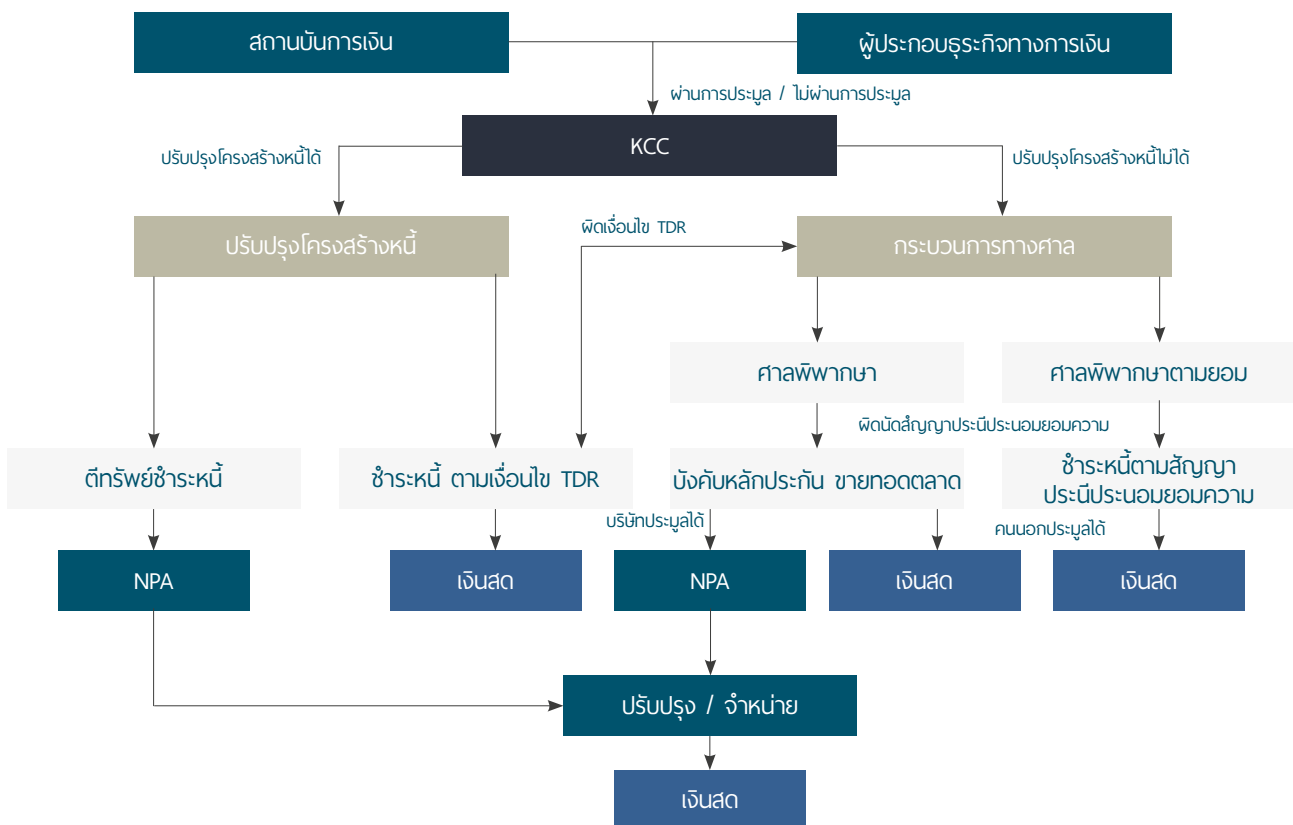 สถานบันการเงิน
ผู้ประกอบธุระกิจทางการเงิน
ผ่านการประมูล / ไม่ผ่านการประมูล
KCC
ปรับปรุงโครงสร้างหนี้ได้
ปรับปรุงโครงสร้างหนี้ไม่ได้
ปรับปรุงโครงสร้างหนี้
ผิดเงื่อนไข TDR
กระบวนการทางศาล
ศาลพิพากษา
ศาลพิพากษาตามยอม
ผิดนัดสัญญาประนีประนอมยอมความ
ตีทรัพย์ชำระหนี้
ชำระหนี้ ตามเงื่อนไข TDR
บังคับหลักประกัน ขายทอดตลาด
ชำระหนี้ตามสัญญา
ประนีประนอมยอมความ
บริษัทประมูลได้
คนนอกประมูลได้
NPA
เงินสด
NPA
เงินสด
เงินสด
ปรับปรุง / จำหน่าย
เงินสด